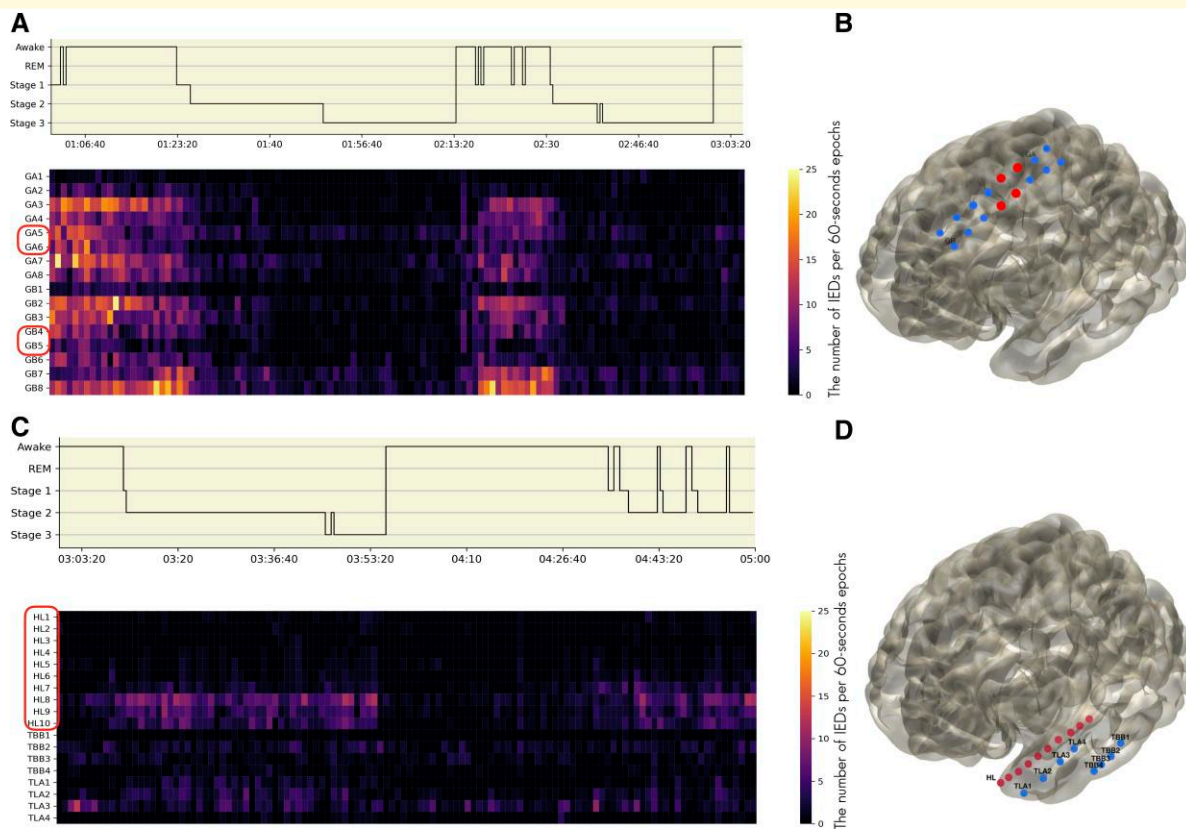 A
Awake
REM
Stage 1
Stage 2
Stage 3
01:06:40 01:23:20 01:40 01:56:40 02:13:20 02:30 02:46:40 03:03:20
GA1
GA2
GA3
GA4
GA5
GA6
GA7
GA8
GB1
GB2
GB3
GB4
GB5
GB6
GB7
GB8
25
20
15
10
5
0
The number of IEDs per 60-seconds epochs
B
GB
C
Awake
REM
Stage 1
Stage 2
Stage 3
03:03:20 03:20 03:36:40 03:53:20 04:10 04:26:40 04:43:20 05:00
HL1
HL2
HL3
HL4
HL5
HL6
HL7
HL8
HL9
HL10
TBB1
TBB2
TBB3
TBB4
TLA1
TLA2
TLA3
TLA4
25
20
15
10
5
0
The number of IEDs per 60-seconds epochs
D
TLA4 TBB1
TBB2
TLA3 TBB3
TBB4
HL TLA2
TLA1